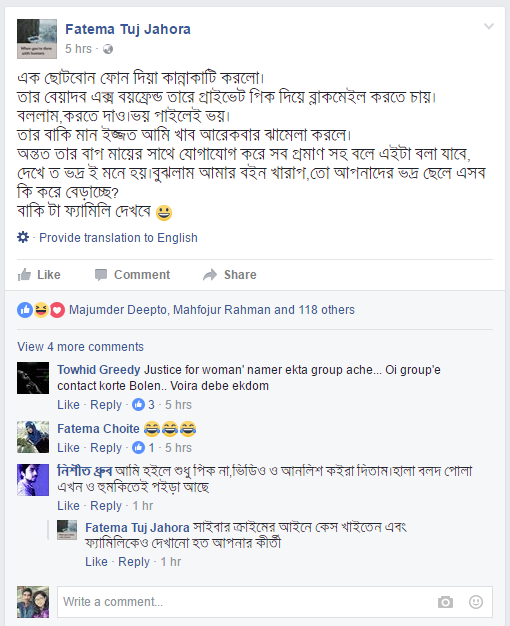 Fatema Tuj Jahora
5 hrs ·
When you're done
with humans
এক ছোটবোন ফোন দিয়া কান্নাকাটি করলো।
তার বেয়াদব এক্স বয়ফ্রেন্ড তারে প্রাইভেট পিক দিয়ে ব্লাকমেইল করতে চায়।
বললাম,করতে দাও।ভয় পাইলেই ভয়।
তার বাকি মান ইজ্জত আমি খাব আরেকবার ঝামেলা করলে।
অন্তত তার বাপ মায়ের সাথে যোগাযোগ করে সব প্রমাণ সহ বলে এইটা বলা যাবে,
দেখে ত ভদ্র ই মনে হয়।বুঝলাম আমার বইন খারাপ,তো আপনাদের ভদ্র ছেলে এসব
কি করে বেড়াচ্ছে?
বাকি টা ফ্যামিলি দেখবে 😀
· Provide translation to English
Like Comment Share
Majumder Deepto, Mahfojur Rahman and 118 others
View 4 more comments
Towhid Greedy Justice for woman' namer ekta group ache... Oi group'e
contact korte Bolen.. Voira debe ekdom
Like · Reply · 3 · 5 hrs
Fatema Choite 😂😂😂
Like · Reply · 1 · 5 hrs
নিশীত ধ্রুব আমি হইলে শুধু পিক না,ভিডিও ও আনলিশ কইরা দিতাম।হালা বলদ পোলা
এখন ও হুমকিতেই পইড়া আছে
Like · Reply · 1 hr
Fatema Tuj Jahora সাইবার ক্রাইমের আইনে কেস খাইতেন এবং
ফ্যামিলিকেও দেখানো হত আপনার কীর্তী
Like · Reply · 1 hr
Write a comment...